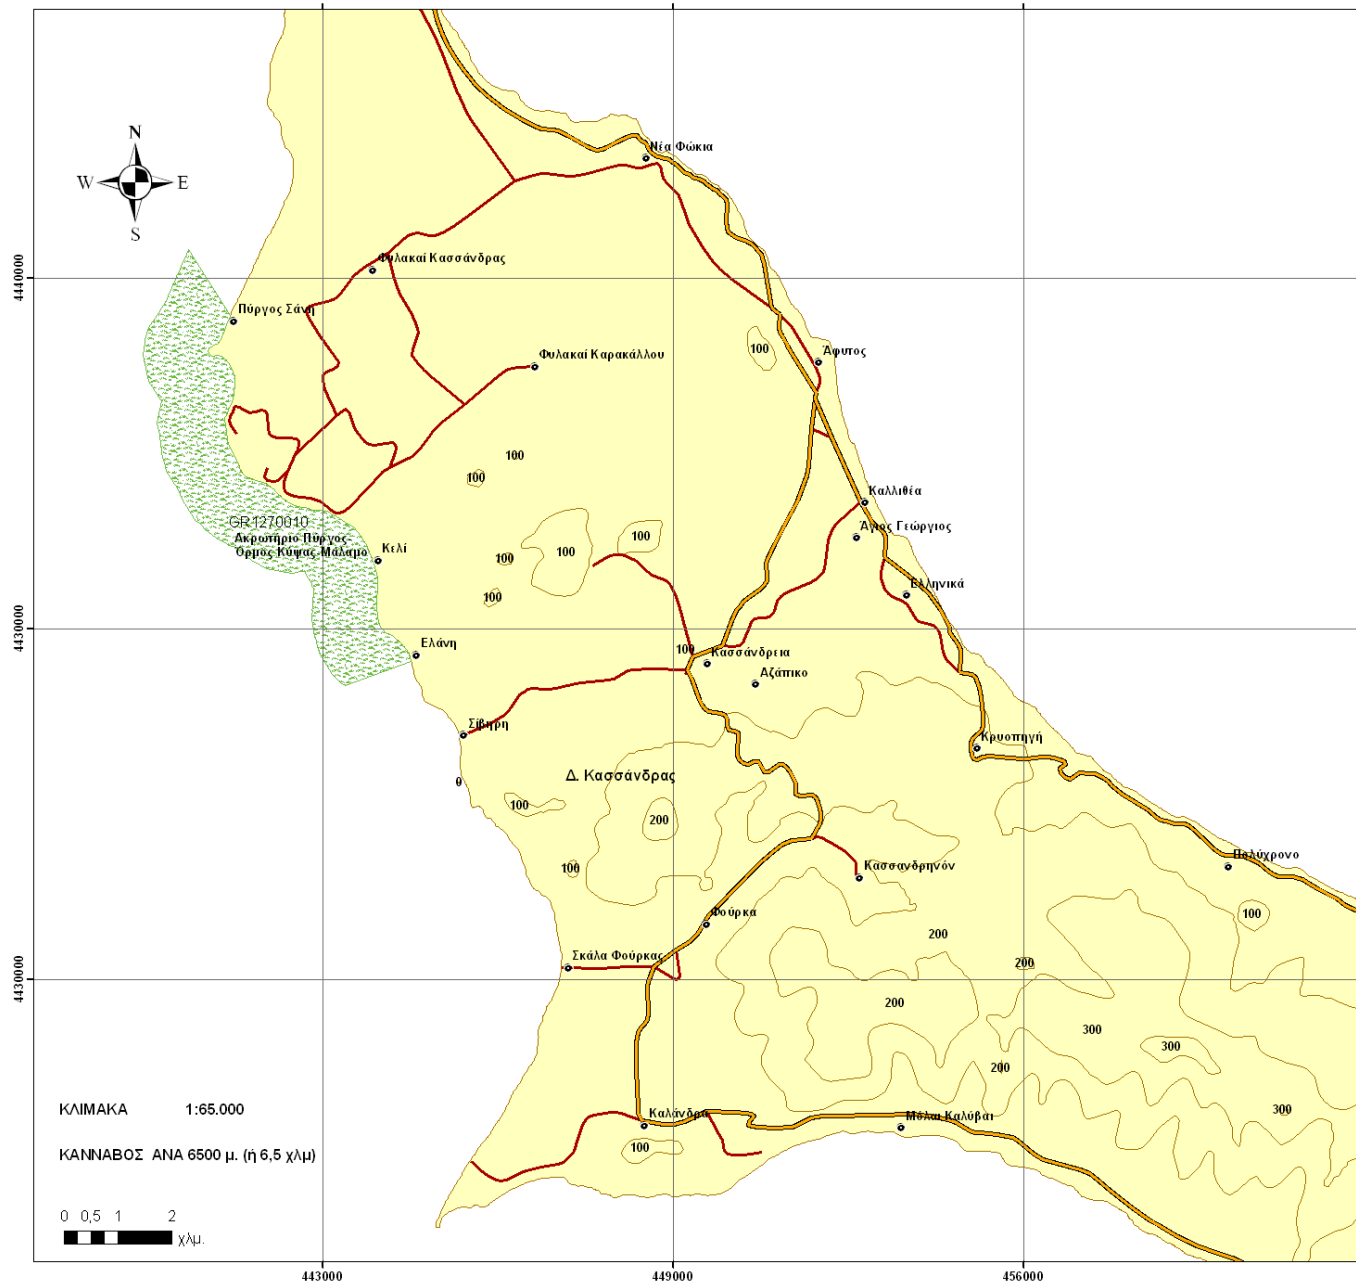 N
W E
S
Νέα Φώκια
Φυλακαί Κασσάνδρας
4440000
Πύργος Σάνη
Άφυτος
100
Φυλακαί Καρακάλλου
100
100
Καλλιθέα
GR1270010
Ακρωτήριο Πύργος
Όρμος Κύψας-Μάλαμο
Κελί
Άγιος Γεώργιος
100
100
100
100
Ελληνικά
4430000
Ελάνη
100
Κασσάνδρεια
Αζάπικο
Σίβηρη
Κρυοπηγή
0
Δ. Κασσάνδρας
100
200
Πολύχρονο
100
Κασσανδρηνόν
Φούρκα
100
200
Σκάλα Φούρκας
200
4430000
200
300
300
200
ΚΛΙΜΑΚΑ 1:65.000
Καλάνδρα
300
Μόλαι Καλύβαι
100
ΚΑΝΝΑΒΟΣ ΑΝΑ 6500 μ. (ή 6,5 χλμ)
0 0,5 1 2
χλμ.
443000 449000 456000